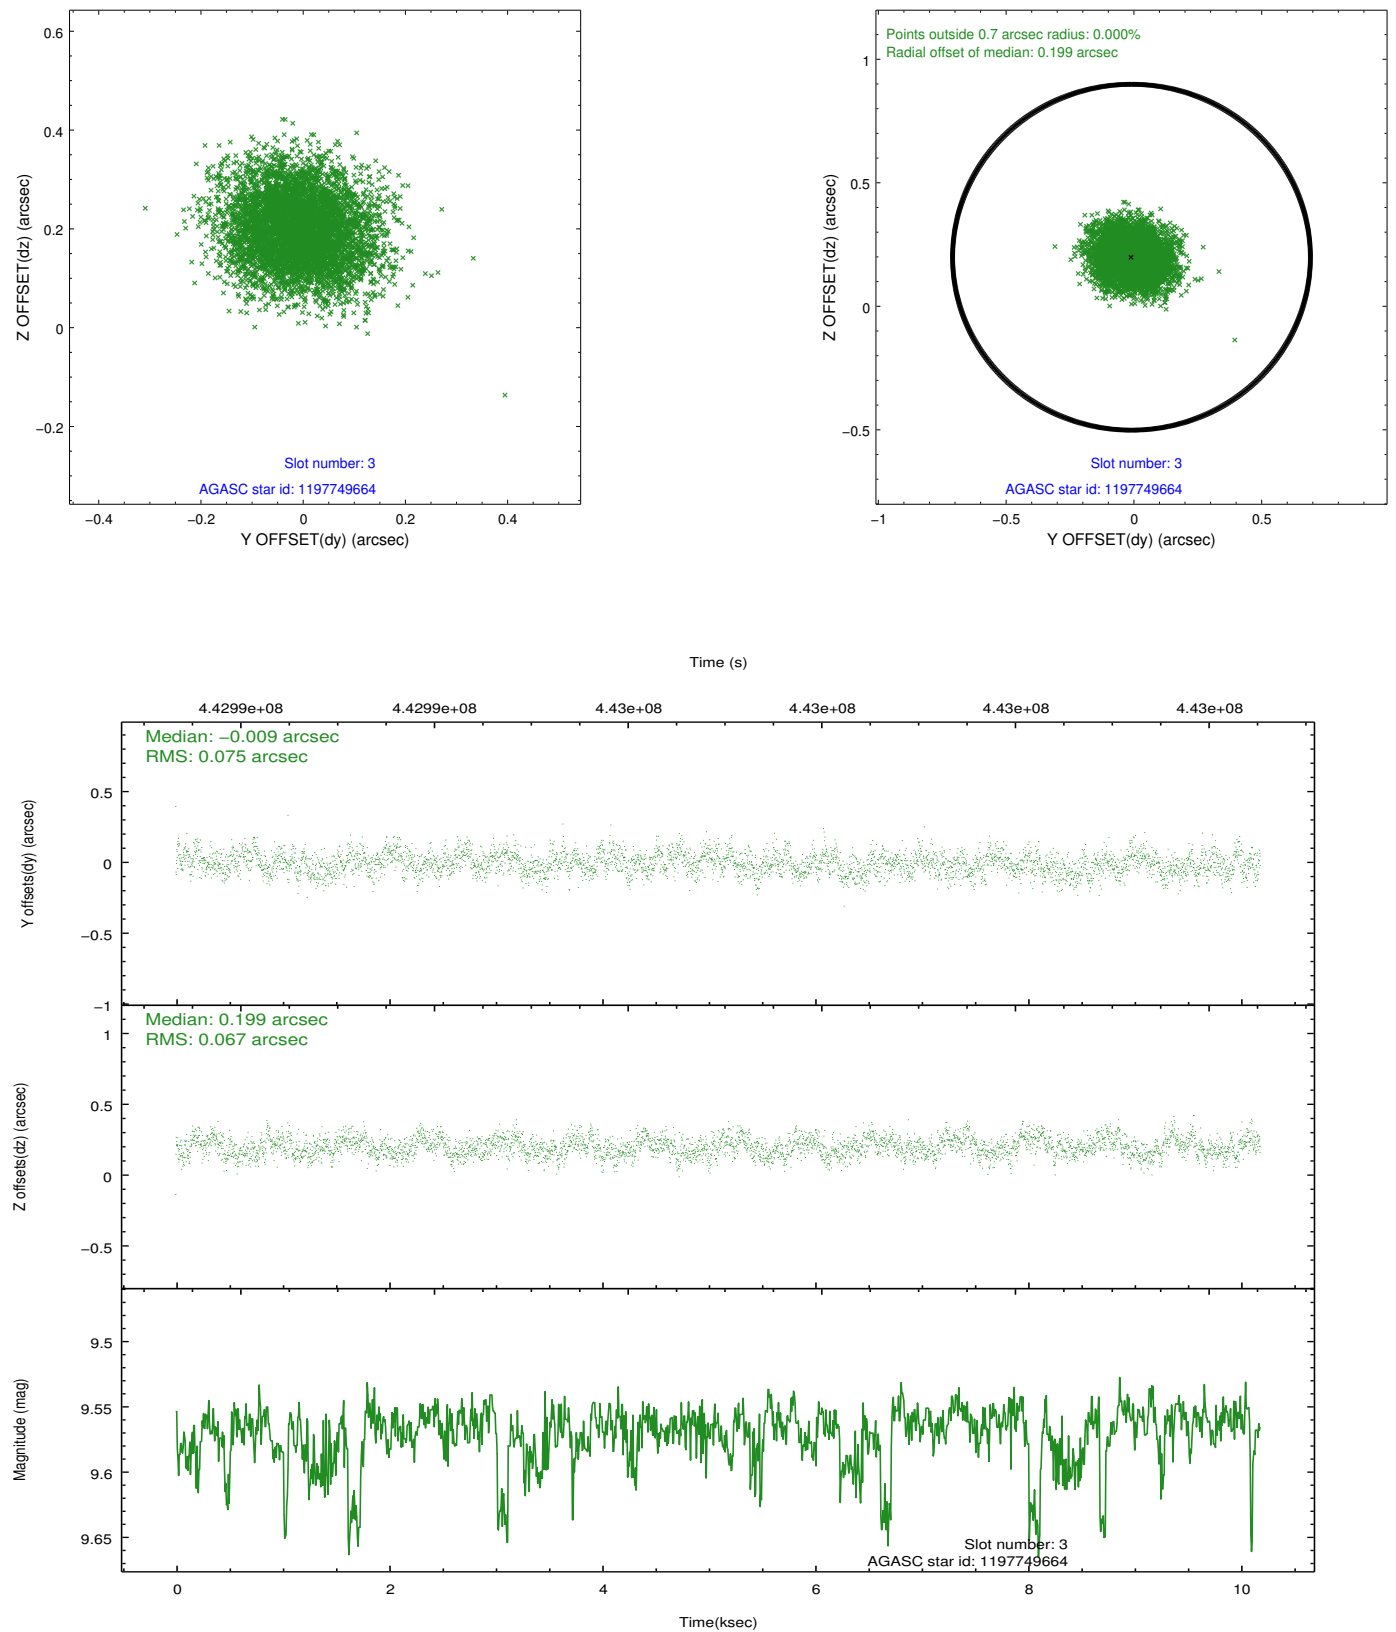 0.6
0.4
0.2
0
−0.2
Z OFFSET(dz) (arcsec)
Slot number: 3
AGASC star id: 1197749664
−0.4
−0.2
0
0.2
0.4
Y OFFSET(dy) (arcsec)
Points outside 0.7 arcsec radius: 0.000%
Radial offset of median: 0.199 arcsec
1
0.5
0
−0.5
Z OFFSET(dz) (arcsec)
Slot number: 3
AGASC star id: 1197749664
−1
−0.5
0
0.5
Y OFFSET(dy) (arcsec)
Time (s)
4.4299e+08
4.4299e+08
4.43e+08
4.43e+08
4.43e+08
4.43e+08
Median: −0.009 arcsec
RMS: 0.075 arcsec
0.5
0
−0.5
−1
Y offsets(dy) (arcsec)
Median: 0.199 arcsec
RMS: 0.067 arcsec
1
0.5
0
−0.5
Z offsets(dz) (arcsec)
9.5
9.55
9.6
9.65
Magnitude (mag)
Slot number: 3
AGASC star id: 1197749664
0
2
4
6
8
10
Time(ksec)